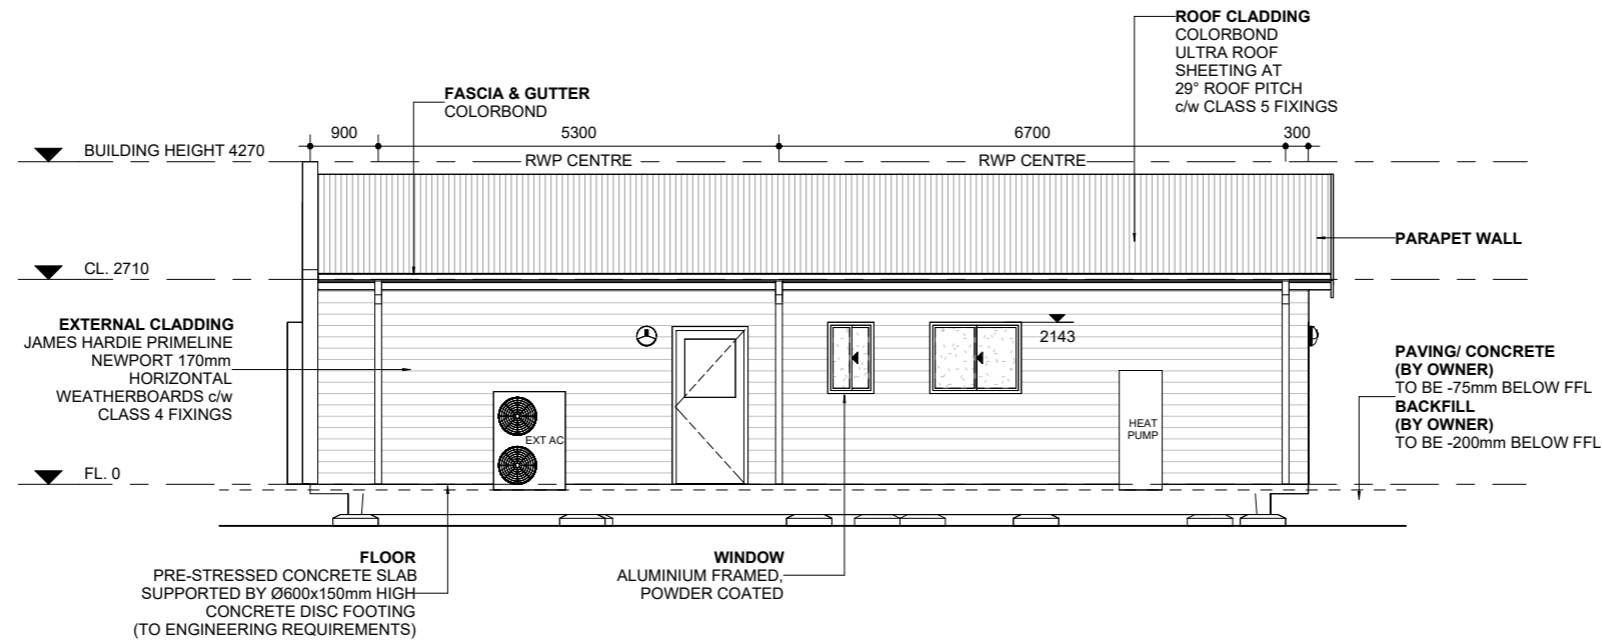 ROOF CLADDING
COLORBOND
ULTRA ROOF
SHEETING AT
29° ROOF PITCH
c/w CLASS 5 FIXINGS
FASCIA & GUTTER
COLORBOND
900
5300
6700
300
BUILDING HEIGHT 4270
RWP CENTRE
RWP CENTRE
PARAPET WALL
CL. 2710
EXTERNAL CLADDING
JAMES HARDIE PRIMELINE
NEWPORT 170mm
HORIZONTAL
WEATHERBOARDS c/w
CLASS 4 FIXINGS
2143
PAVING/ CONCRETE
(BY OWNER)
TO BE -75mm BELOW FFL
BACKFILL
(BY OWNER)
TO BE -200mm BELOW FFL
EXT AC
HEAT
PUMP
FL. 0
FLOOR
PRE-STRESSED CONCRETE SLAB
SUPPORTED BY Ø600x150mm HIGH
CONCRETE DISC FOOTING
(TO ENGINEERING REQUIREMENTS)
WINDOW
ALUMINIUM FRAMED,
POWDER COATED